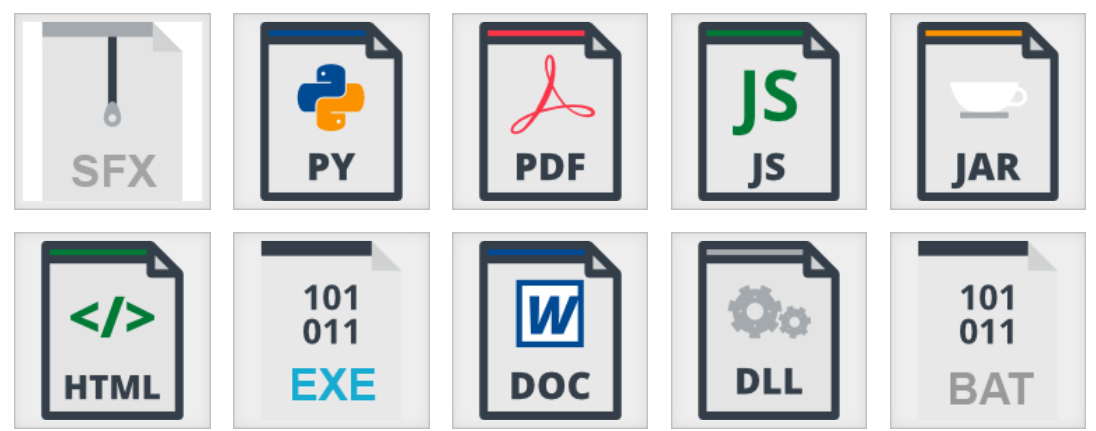 SFX
PY
PDF
JS
JS
JAR
</>
HTML
101
011
EXE
W
DOC
DLL
101
011
BAT